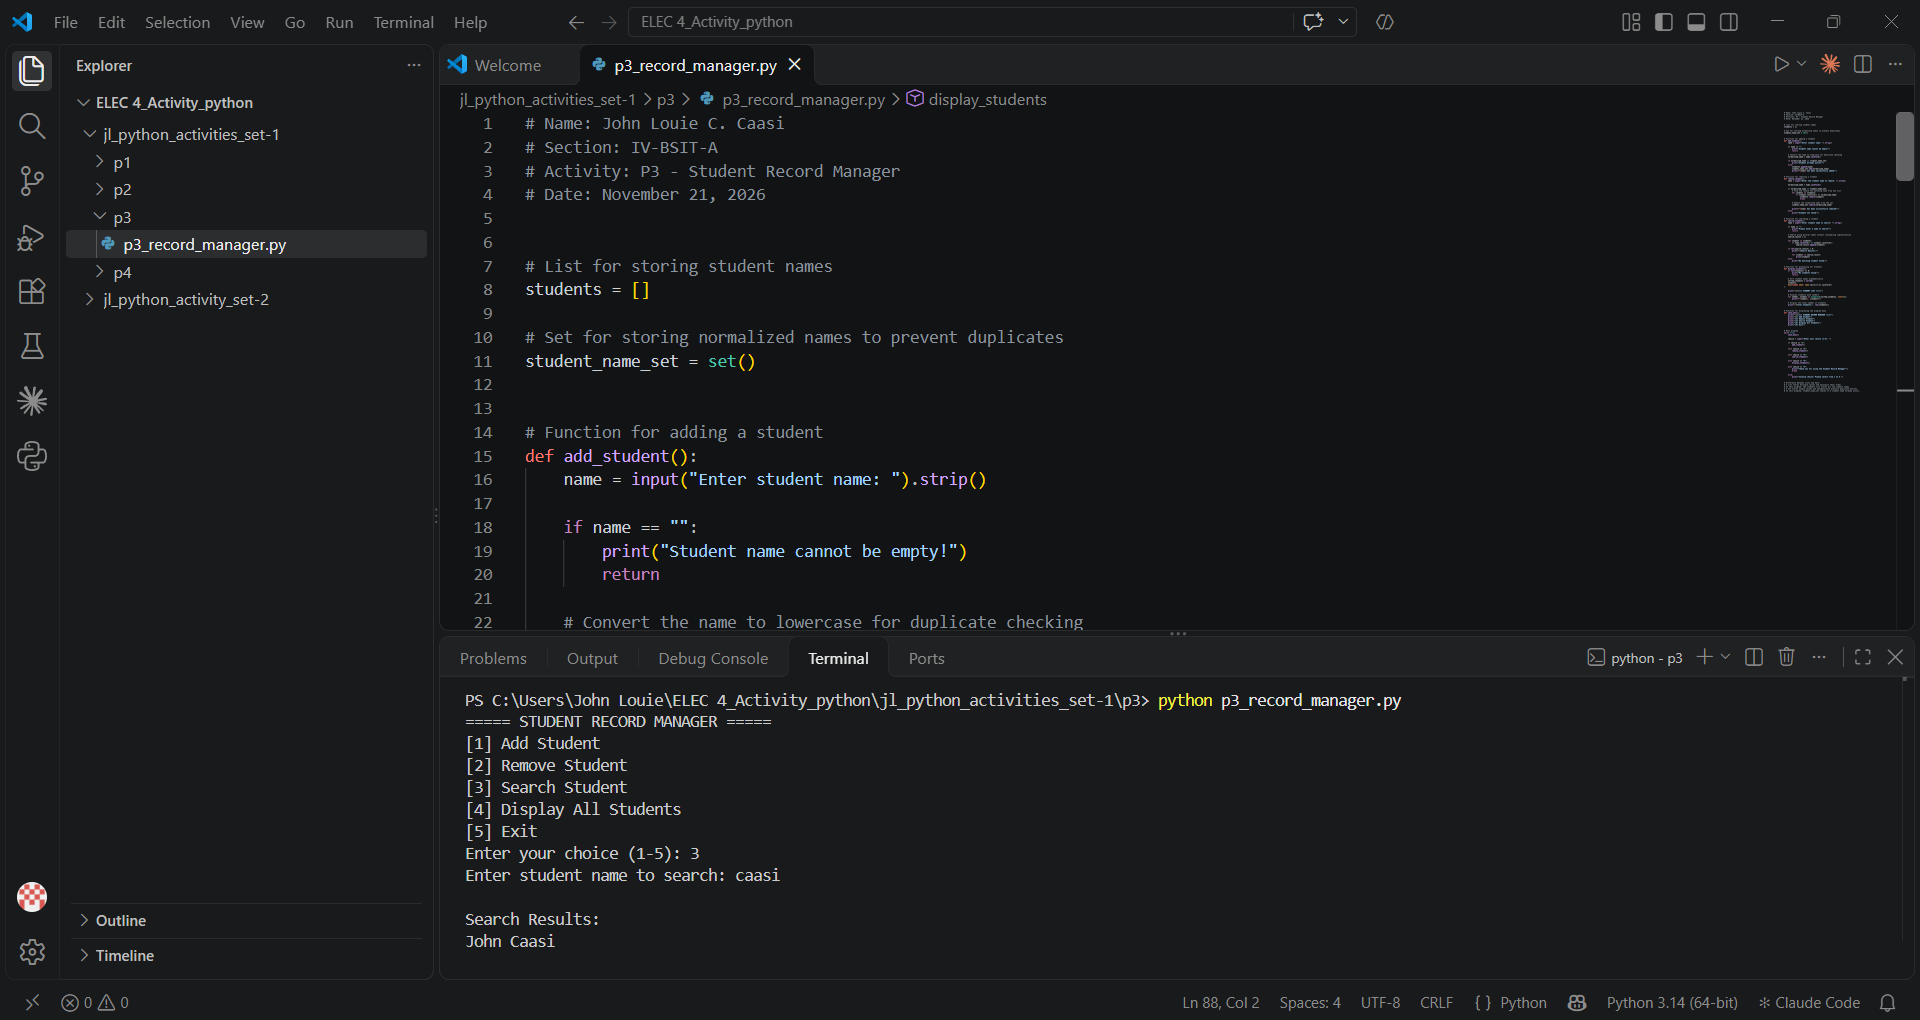 File Edit Selection View Go Run Terminal Help
ELEC 4_Activity_python
Explorer
ELEC 4_Activity_python
jl_python_activities_set-1
p1
p2
p3
p3_record_manager.py
p4
jl_python_activity_set-2
Outline
Timeline
Welcome
p3_record_manager.py
jl_python_activities_set-1 > p3 > p3_record_manager.py > display_students
1 # Name: John Louie C. Caasi
2 # Section: IV-BSIT-A
3 # Activity: P3 - Student Record Manager
4 # Date: November 21, 2026
5
6
7 # List for storing student names
8 students = []
9
10 # Set for storing normalized names to prevent duplicates
11 student_name_set = set()
12
13
14 # Function for adding a student
15 def add_student():
16 name = input("Enter student name: ").strip()
17
18 if name == "":
19 print("Student name cannot be empty!")
20 return
21
22 # Convert the name to lowercase for duplicate checking
Problems Output Debug Console Terminal Ports
python - p3
PS C:\Users\John Louie\ELEC 4_Activity_python\jl_python_activities_set-1\p3> python p3_record_manager.py
===== STUDENT RECORD MANAGER =====
[1] Add Student
[2] Remove Student
[3] Search Student
[4] Display All Students
[5] Exit
Enter your choice (1-5): 3
Enter student name to search: caasi
Search Results:
John Caasi
0 0
Ln 88, Col 2 Spaces: 4 UTF-8 CRLF {} Python Python 3.14 (64-bit) Claude Code